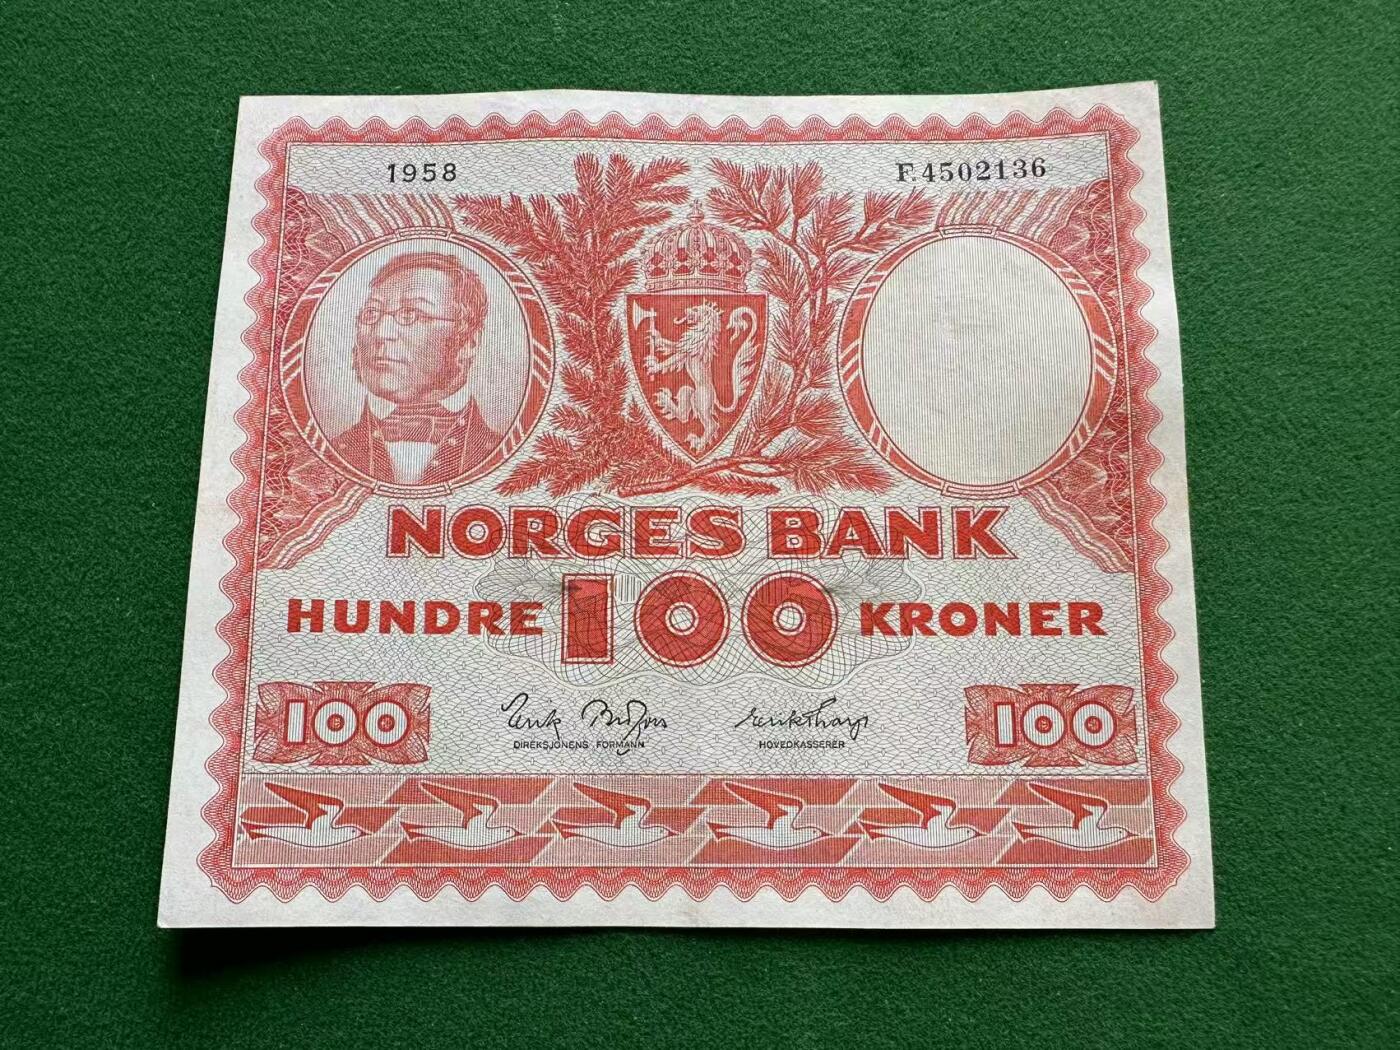 1958 F.4502136
NORGES BANK
HUNDRE 100 KRONER
100 100
DIREKSJONENS FORMANN HOVEDKASSERER